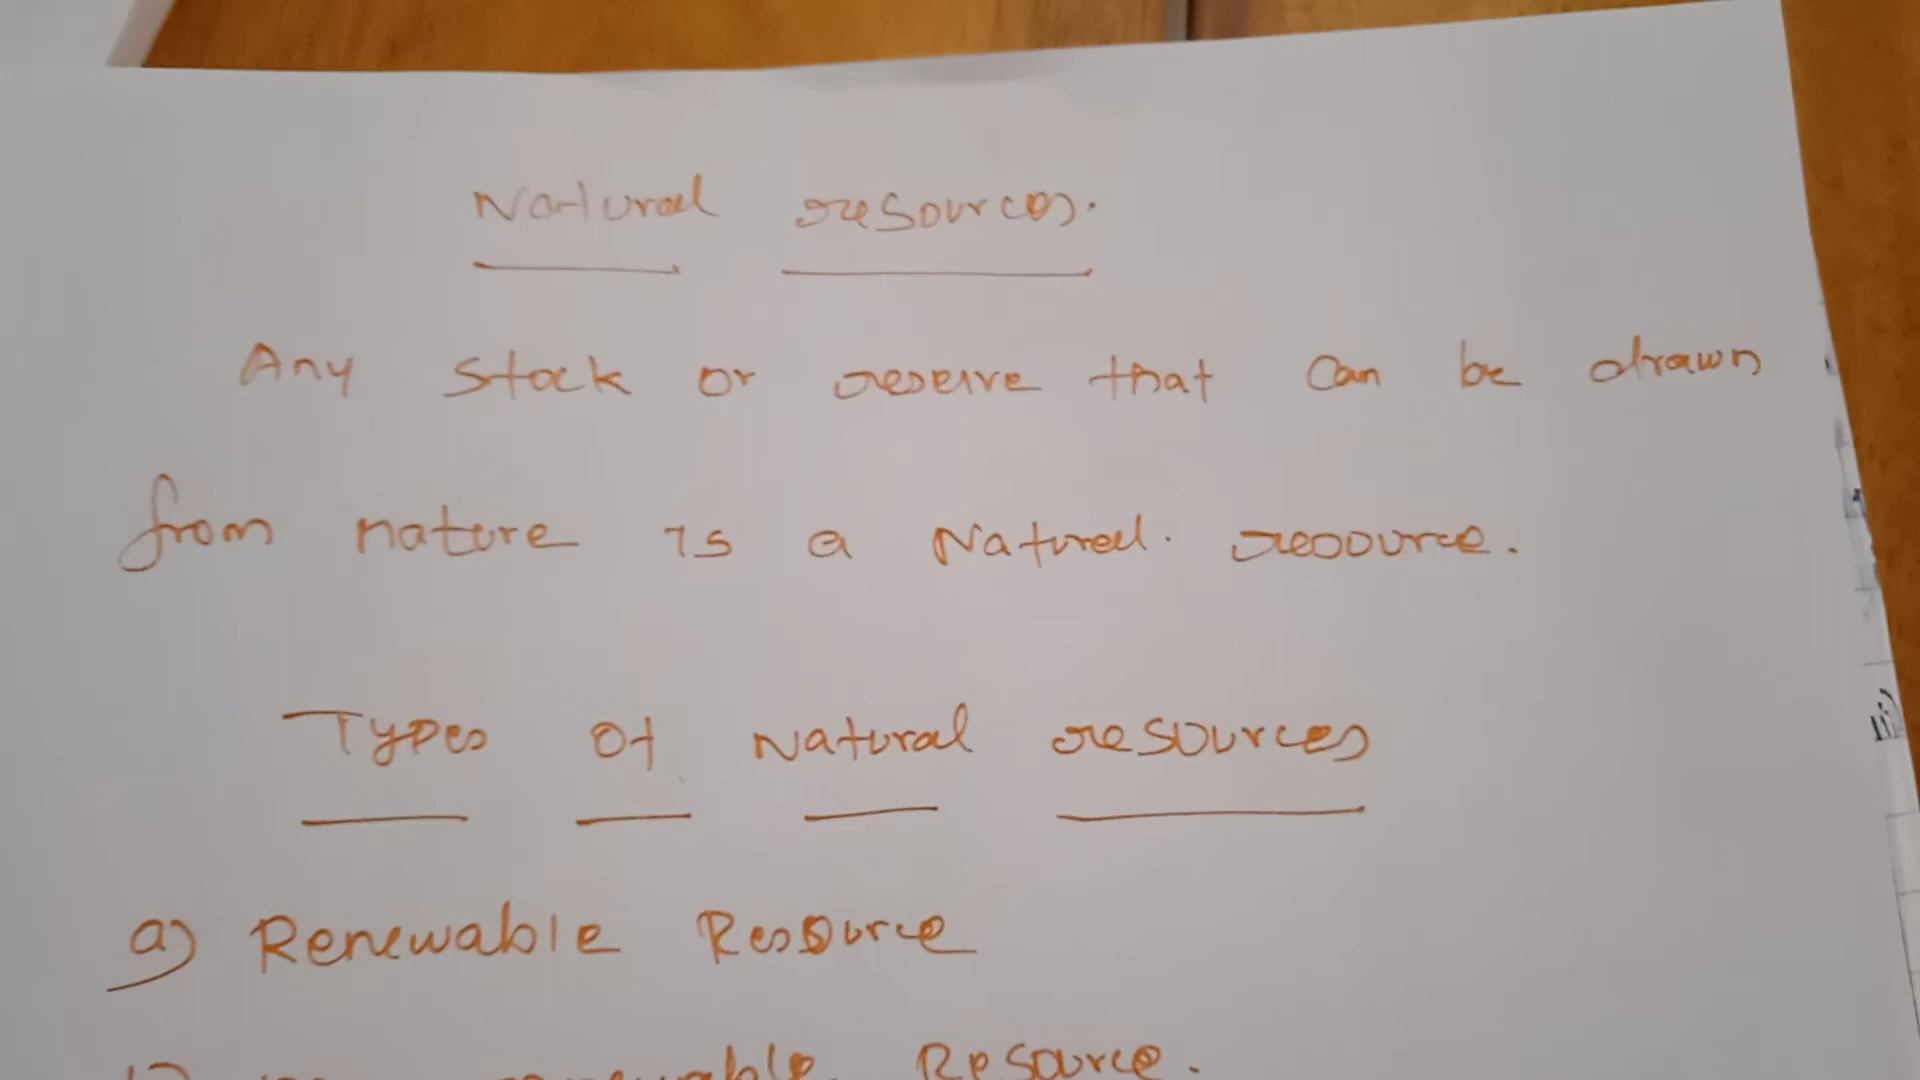 Natural resources.
Any stock or reserve that can be drawn
from nature is a Natural. resource.
Types of Natural resources
a) Renewable Resource
Resource.
ii)